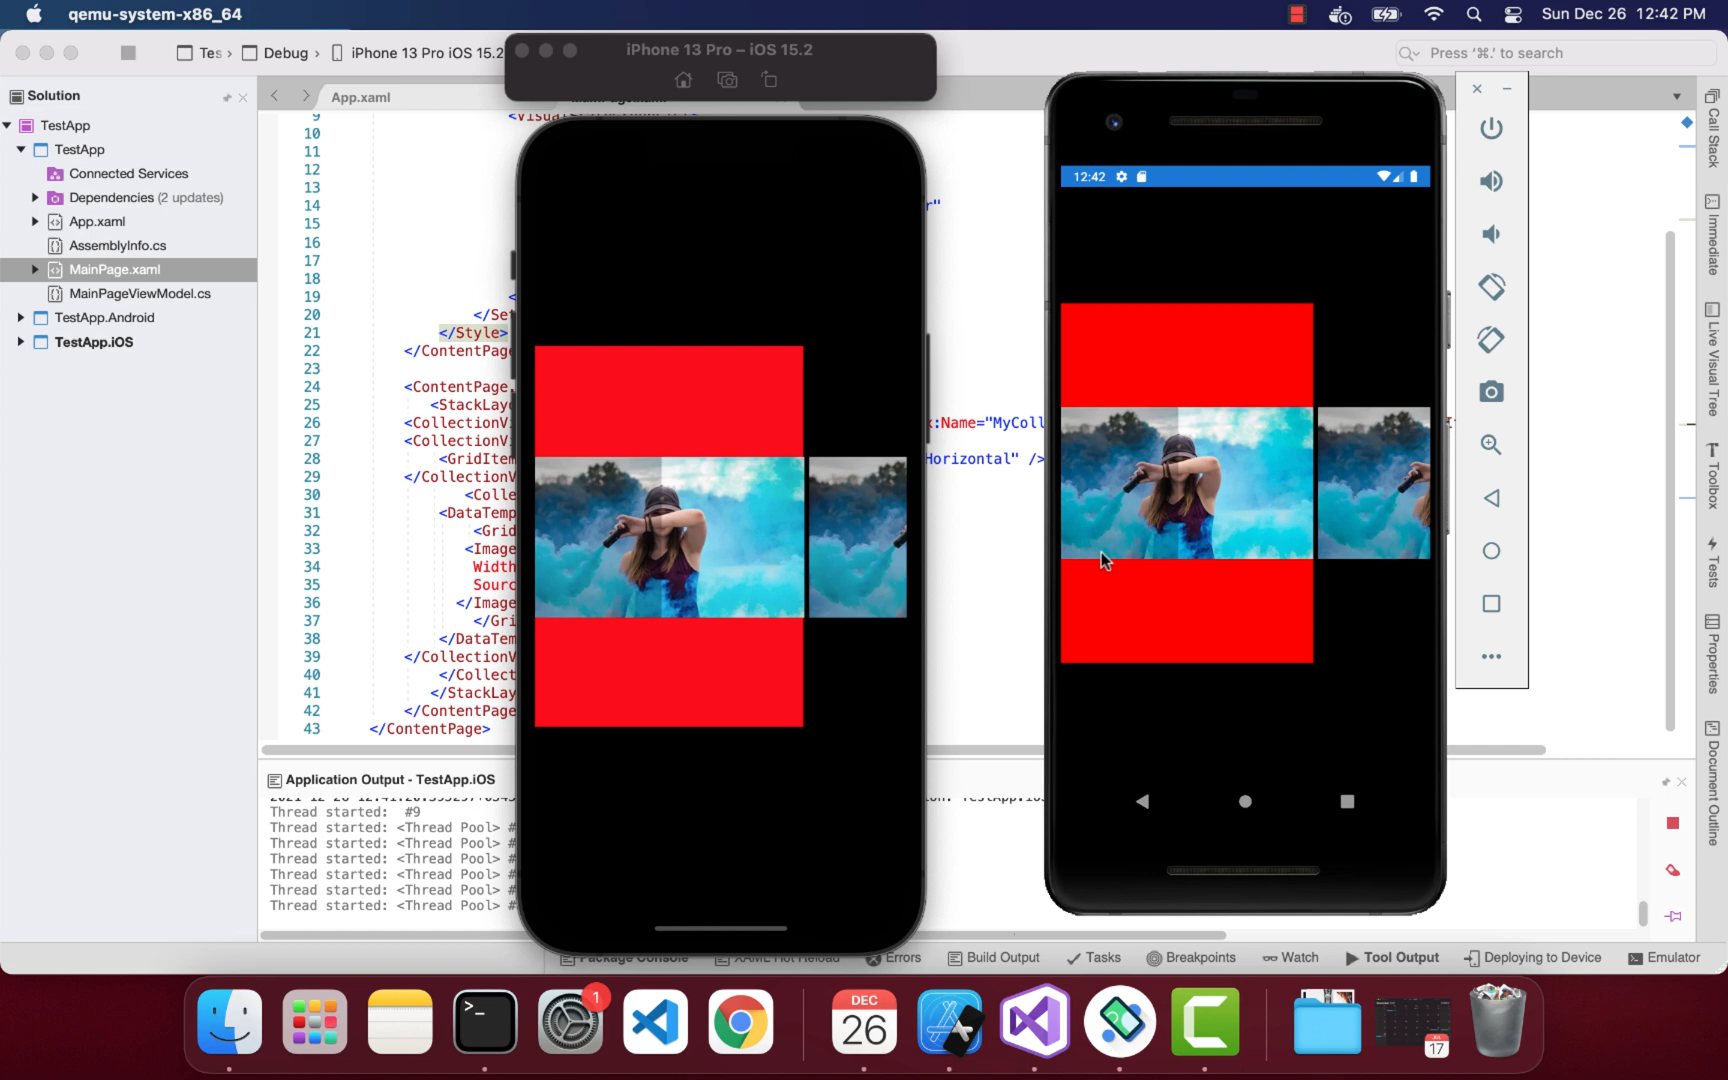 qemu-system-x86_64
Sun Dec 26 12:42 PM
Tes › Debug › iPhone 13 Pro iOS 15.2
iPhone 13 Pro – iOS 15.2
Press ‘⌘.’ to search
Solution
App.xaml
TestApp
TestApp
Connected Services
Dependencies (2 updates)
App.xaml
AssemblyInfo.cs
MainPage.xaml
MainPageViewModel.cs
TestApp.Android
TestApp.iOS
9
10
11
12
13
14 r"
15
16
17
18
19 <
20 </Se
21 </Style>
22 </ContentPage
23
24 <ContentPage.
25 <StackLay
26 <CollectionV :Name="MyColl
27 <CollectionV
28 <GridItem Horizontal" />
29 </CollectionV
30 <Colle
31 <DataTemp
32 <Grid
33 <Image
34 Width
35 Sourc
36 </Image
37 </Gri
38 </DataTemp
39 </CollectionV
40 </Collect
41 </StackLay
42 </ContentPage
43 </ContentPage>
12:42
Call Stack
Immediate
Live Visual Tree
Toolbox
Tests
Properties
Document Outline
Application Output - TestApp.iOS
Thread started: #9
Thread started: <Thread Pool> #
Thread started: <Thread Pool> #
Thread started: <Thread Pool> #
Thread started: <Thread Pool> #
Thread started: <Thread Pool> #
Thread started: <Thread Pool> #
Package Console XAML Hot Reload Errors Build Output Tasks Breakpoints Watch Tool Output Deploying to Device Emulator
>_
1
DEC
26
17